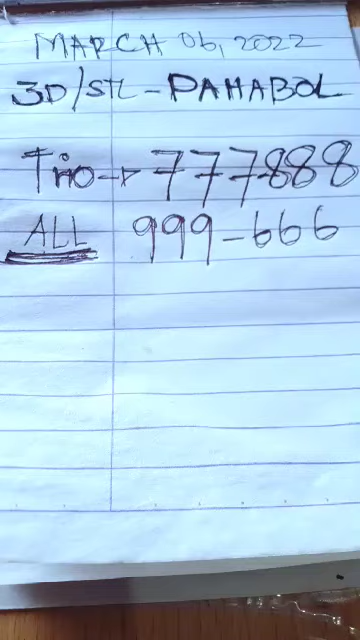 MARCH 06, 2022
3D/STL - PAHABOL
Trio → 777-888
ALL 999-666